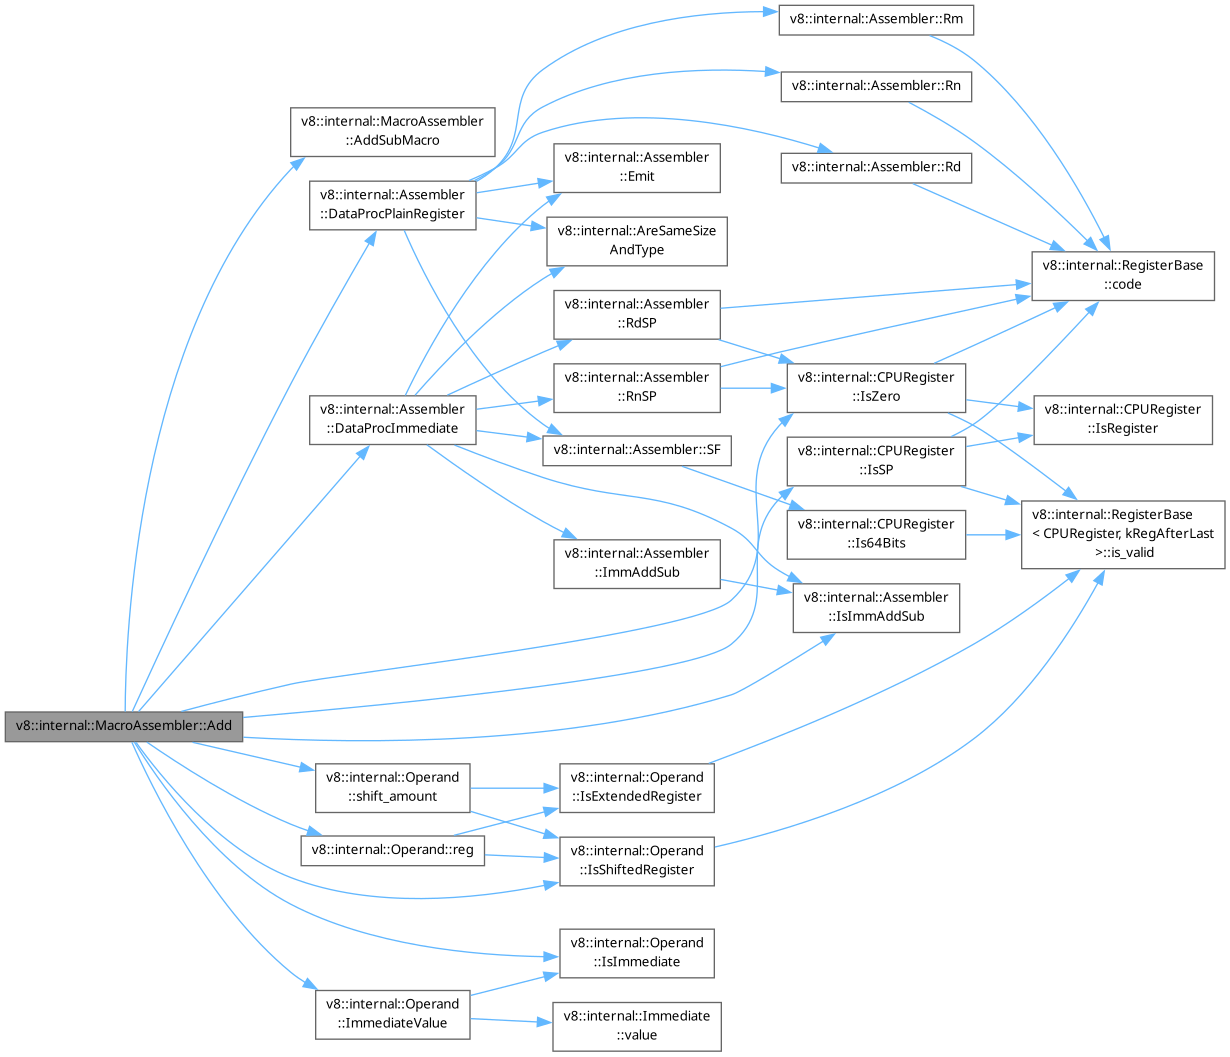 v8::internal::MacroAssembler::Add
v8::internal::MacroAssembler
::AddSubMacro
v8::internal::Assembler
::DataProcPlainRegister
v8::internal::Assembler
::DataProcImmediate
v8::internal::Operand
::shift_amount
v8::internal::Operand::reg
v8::internal::Operand
::ImmediateValue
v8::internal::Assembler
::Emit
v8::internal::AreSameSize
AndType
v8::internal::Assembler
::RdSP
v8::internal::Assembler
::RnSP
v8::internal::Assembler::SF
v8::internal::Assembler
::ImmAddSub
v8::internal::Operand
::IsExtendedRegister
v8::internal::Operand
::IsShiftedRegister
v8::internal::Operand
::IsImmediate
v8::internal::Immediate
::value
v8::internal::Assembler::Rm
v8::internal::Assembler::Rn
v8::internal::Assembler::Rd
v8::internal::CPURegister
::IsZero
v8::internal::CPURegister
::IsSP
v8::internal::CPURegister
::Is64Bits
v8::internal::Assembler
::IsImmAddSub
v8::internal::RegisterBase
::code
v8::internal::CPURegister
::IsRegister
v8::internal::RegisterBase
< CPURegister, kRegAfterLast
>::is_valid